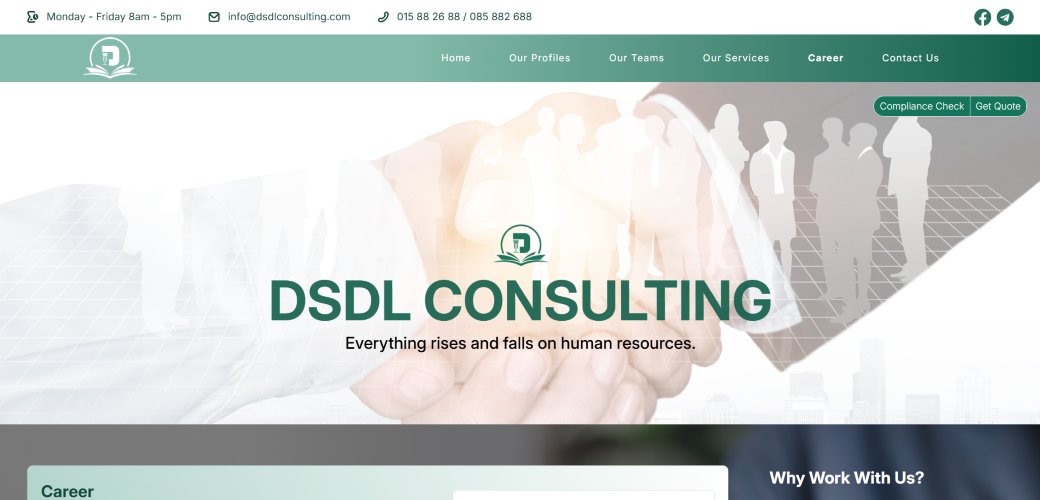 Monday - Friday 8am - 5pm
info@dsdlconsulting.com
015 88 26 88 / 085 882 688
Home
Our Profiles
Our Teams
Our Services
Career
Contact Us
Compliance Check
Get Quote
DSDL CONSULTING
Everything rises and falls on human resources.
Career
Why Work With Us?